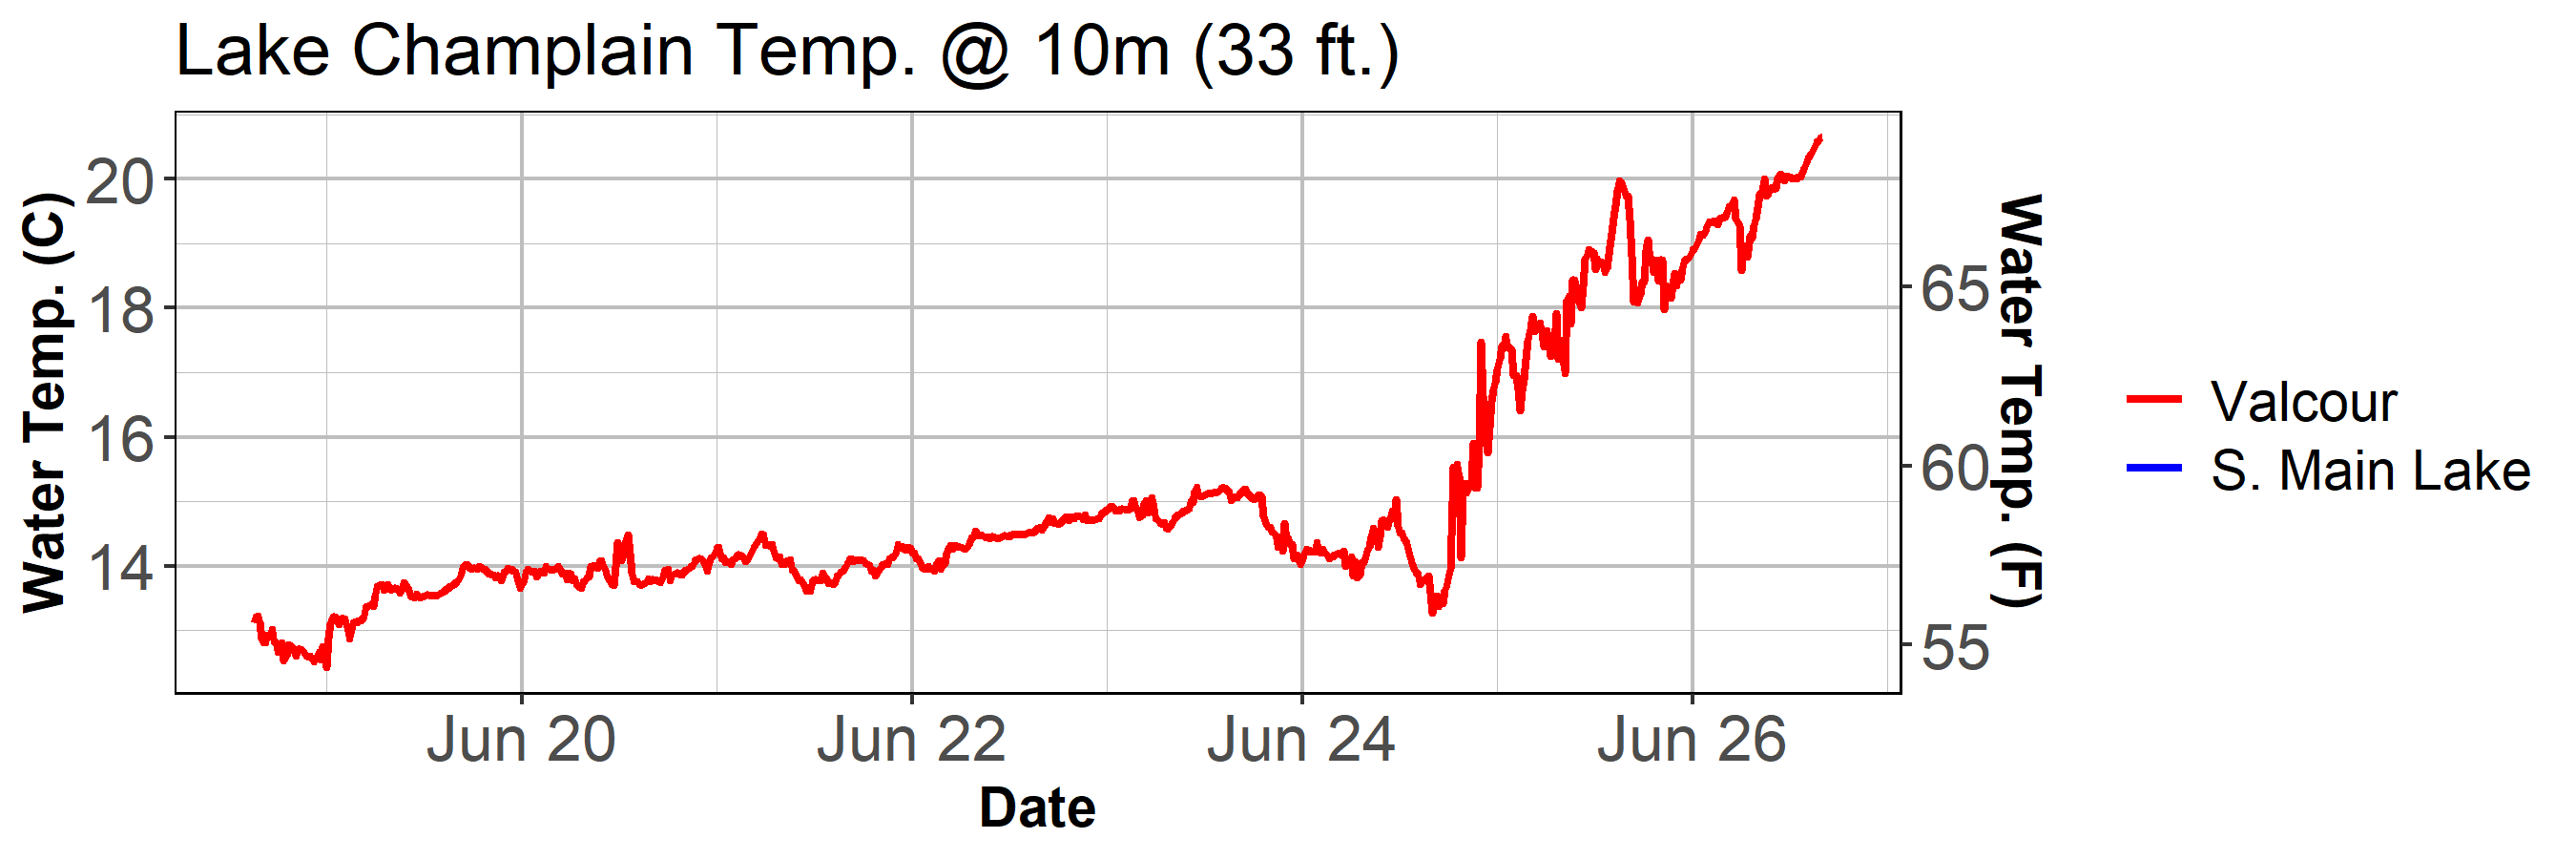 Lake Champlain Temp. @ 10m (33 ft.)
Water Temp. (C)
20
18
16
14
65
60
55
Water Temp. (F)
Jun 20
Jun 22
Jun 24
Jun 26
Date
Valcour
S. Main Lake